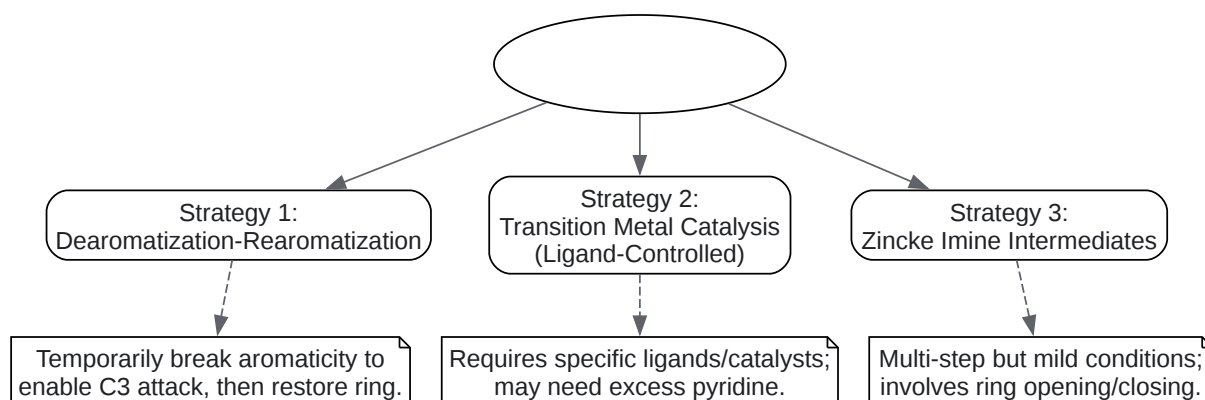 Strategy 1:
Dearomatization-Rearomatization
Strategy 2:
Transition Metal Catalysis
(Ligand-Controlled)
Strategy 3:
Zincke Imine Intermediates
Temporarily break aromaticity to
enable C3 attack, then restore ring.
Requires specific ligands/catalysts;
may need excess pyridine.
Multi-step but mild conditions;
involves ring opening/closing.